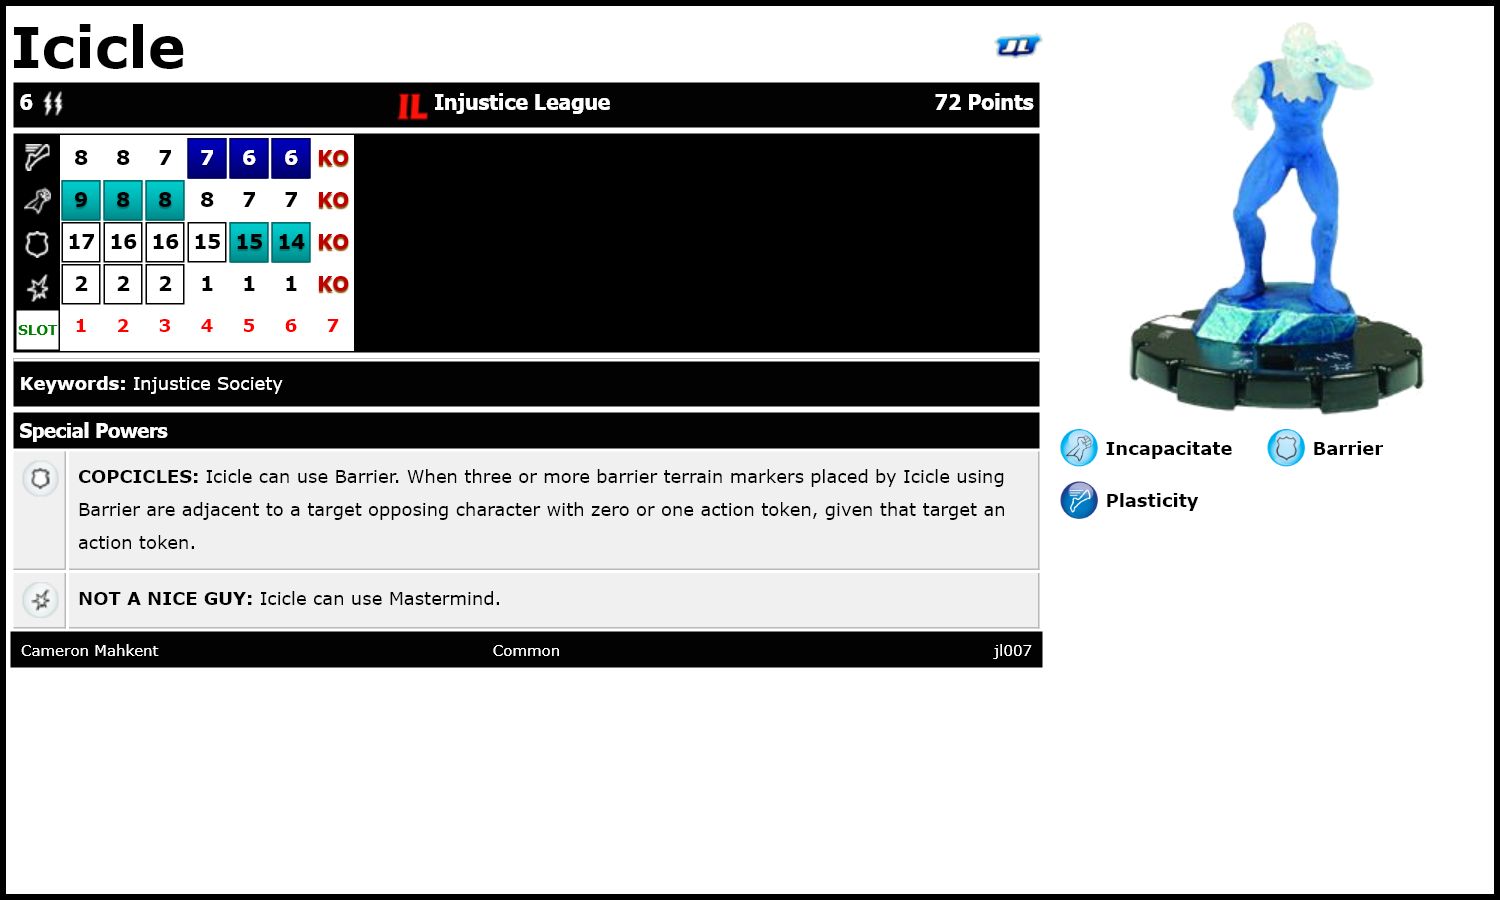 Icicle
JL
6 IL Injustice League 72 Points
8 8 7 7 6 6 KO
9 8 8 8 7 7 KO
17 16 16 15 15 14 KO
2 2 2 1 1 1 KO
SLOT 1 2 3 4 5 6 7
Keywords: Injustice Society
Special Powers
COPCICLES: Icicle can use Barrier. When three or more barrier terrain markers placed by Icicle using
Barrier are adjacent to a target opposing character with zero or one action token, given that target an
action token.
NOT A NICE GUY: Icicle can use Mastermind.
Cameron Mahkent Common jl007
Incapacitate Barrier
Plasticity